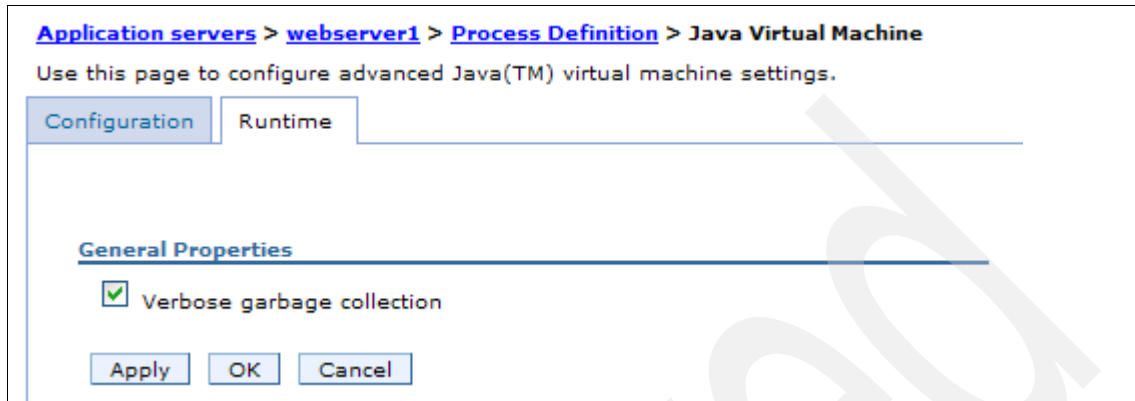 Application servers > webserver1 > Process Definition > Java Virtual Machine
Use this page to configure advanced Java(TM) virtual machine settings.
Configuration Runtime
General Properties
Verbose garbage collection
Apply OK Cancel